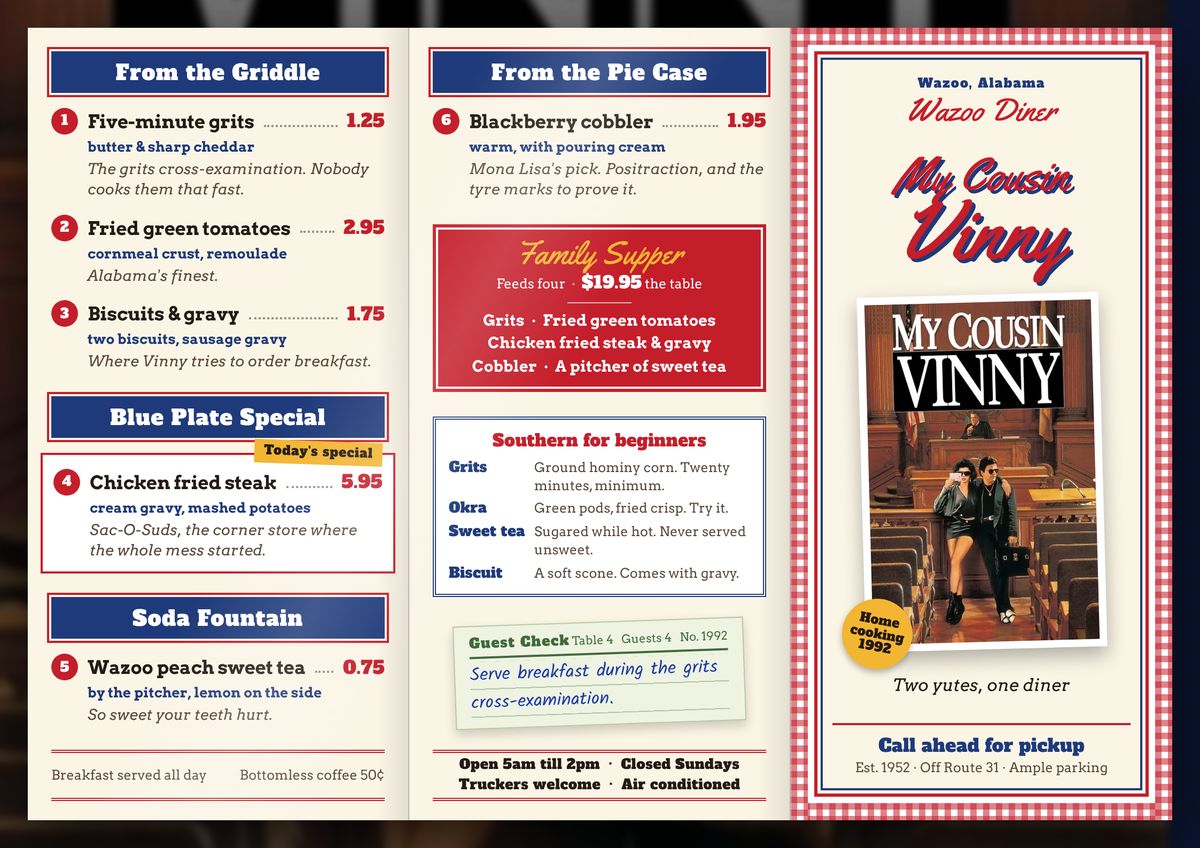 From the Griddle
1 Five-minute grits 1.25
butter & sharp cheddar
The grits cross-examination. Nobody
cooks them that fast.
2 Fried green tomatoes 2.95
cornmeal crust, remoulade
Alabama's finest.
3 Biscuits & gravy 1.75
two biscuits, sausage gravy
Where Vinny tries to order breakfast.
Blue Plate Special
Today's special
4 Chicken fried steak 5.95
cream gravy, mashed potatoes
Sac-O-Suds, the corner store where
the whole mess started.
Soda Fountain
5 Wazoo peach sweet tea 0.75
by the pitcher, lemon on the side
So sweet your teeth hurt.
Breakfast served all day Bottomless coffee 50¢
From the Pie Case
6 Blackberry cobbler 1.95
warm, with pouring cream
Mona Lisa's pick. Positraction, and the
tyre marks to prove it.
Family Supper
Feeds four · $19.95 the table
Grits · Fried green tomatoes
Chicken fried steak & gravy
Cobbler · A pitcher of sweet tea
Southern for beginners
Grits Ground hominy corn. Twenty
minutes, minimum.
Okra Green pods, fried crisp. Try it.
Sweet tea Sugared while hot. Never served
unsweet.
Biscuit A soft scone. Comes with gravy.
Guest Check Table 4 Guests 4 No. 1992
Serve breakfast during the grits
cross-examination.
Open 5am till 2pm · Closed Sundays
Truckers welcome · Air conditioned
Wazoo, Alabama
Wazoo Diner
My Cousin
Vinny
MY COUSIN
VINNY
Home
cooking
1992
Two yutes, one diner
Call ahead for pickup
Est. 1952 · Off Route 31 · Ample parking